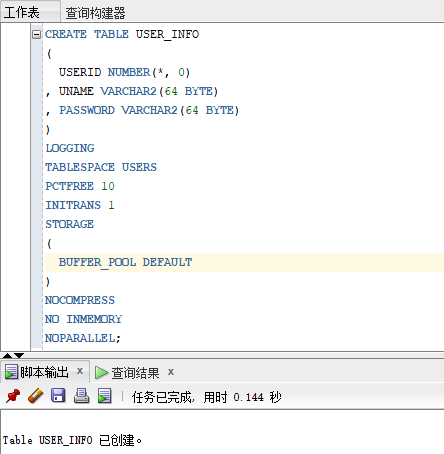 工作表 查询构建器
CREATE TABLE USER_INFO
(
USERID NUMBER(*, 0)
, UNAME VARCHAR2(64 BYTE)
, PASSWORD VARCHAR2(64 BYTE)
)
LOGGING
TABLESPACE USERS
PCTFREE 10
INITRANS 1
STORAGE
(
BUFFER_POOL DEFAULT
)
NOCOMPRESS
NO INMEMORY
NOPARALLEL;
脚本输出 x 查询结果 x
任务已完成, 用时 0.144 秒
Table USER_INFO 已创建。